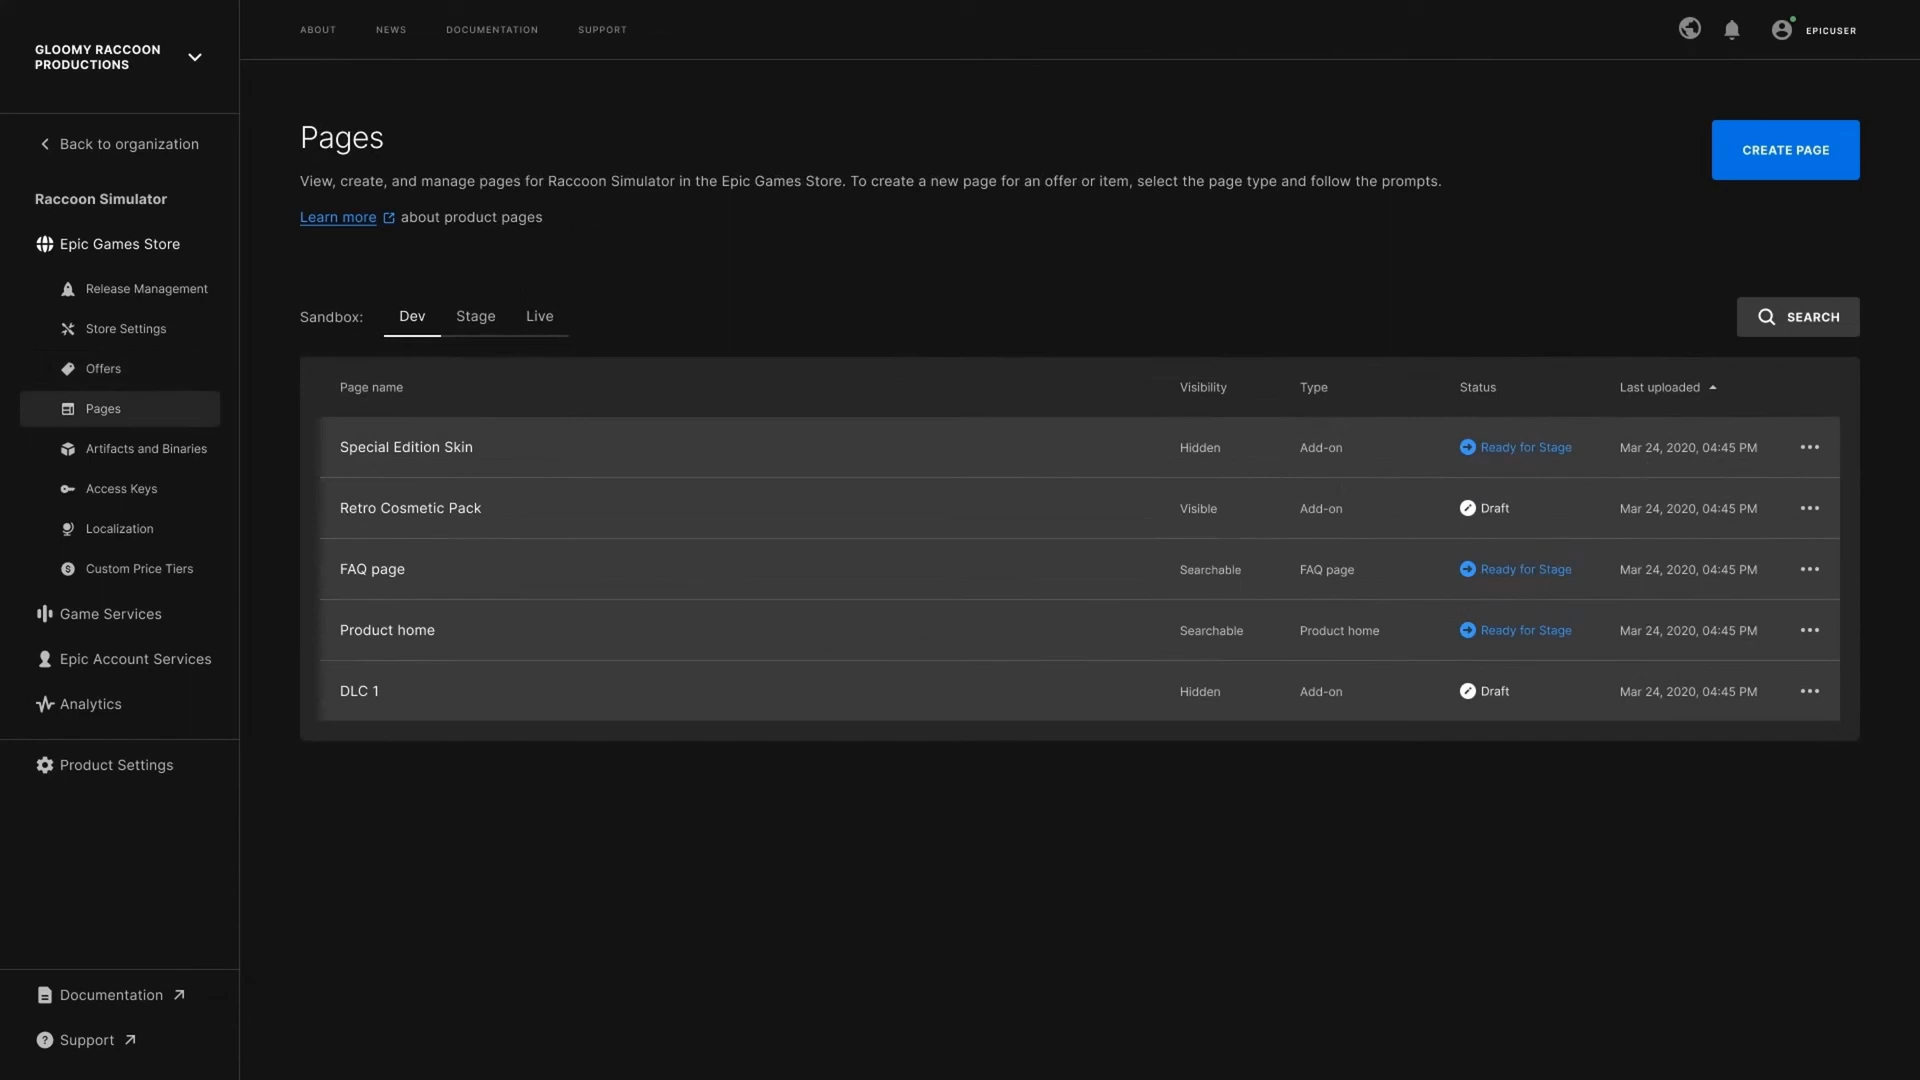 GLOOMY RACCOON
PRODUCTIONS
Back to organization
Raccoon Simulator
Epic Games Store
Release Management
Store Settings
Offers
Pages
Artifacts and Binaries
Access Keys
Localization
Custom Price Tiers
Game Services
Epic Account Services
Analytics
Product Settings
Documentation
Support
ABOUT NEWS DOCUMENTATION SUPPORT
EPICUSER
Pages
CREATE PAGE
View, create, and manage pages for Raccoon Simulator in the Epic Games Store. To create a new page for an offer or item, select the page type and follow the prompts.
Learn more about product pages
Sandbox: Dev Stage Live
SEARCH
Page name Visibility Type Status Last uploaded
Special Edition Skin Hidden Add-on Ready for Stage Mar 24, 2020, 04:45 PM
Retro Cosmetic Pack Visible Add-on Draft Mar 24, 2020, 04:45 PM
FAQ page Searchable FAQ page Ready for Stage Mar 24, 2020, 04:45 PM
Product home Searchable Product home Ready for Stage Mar 24, 2020, 04:45 PM
DLC 1 Hidden Add-on Draft Mar 24, 2020, 04:45 PM